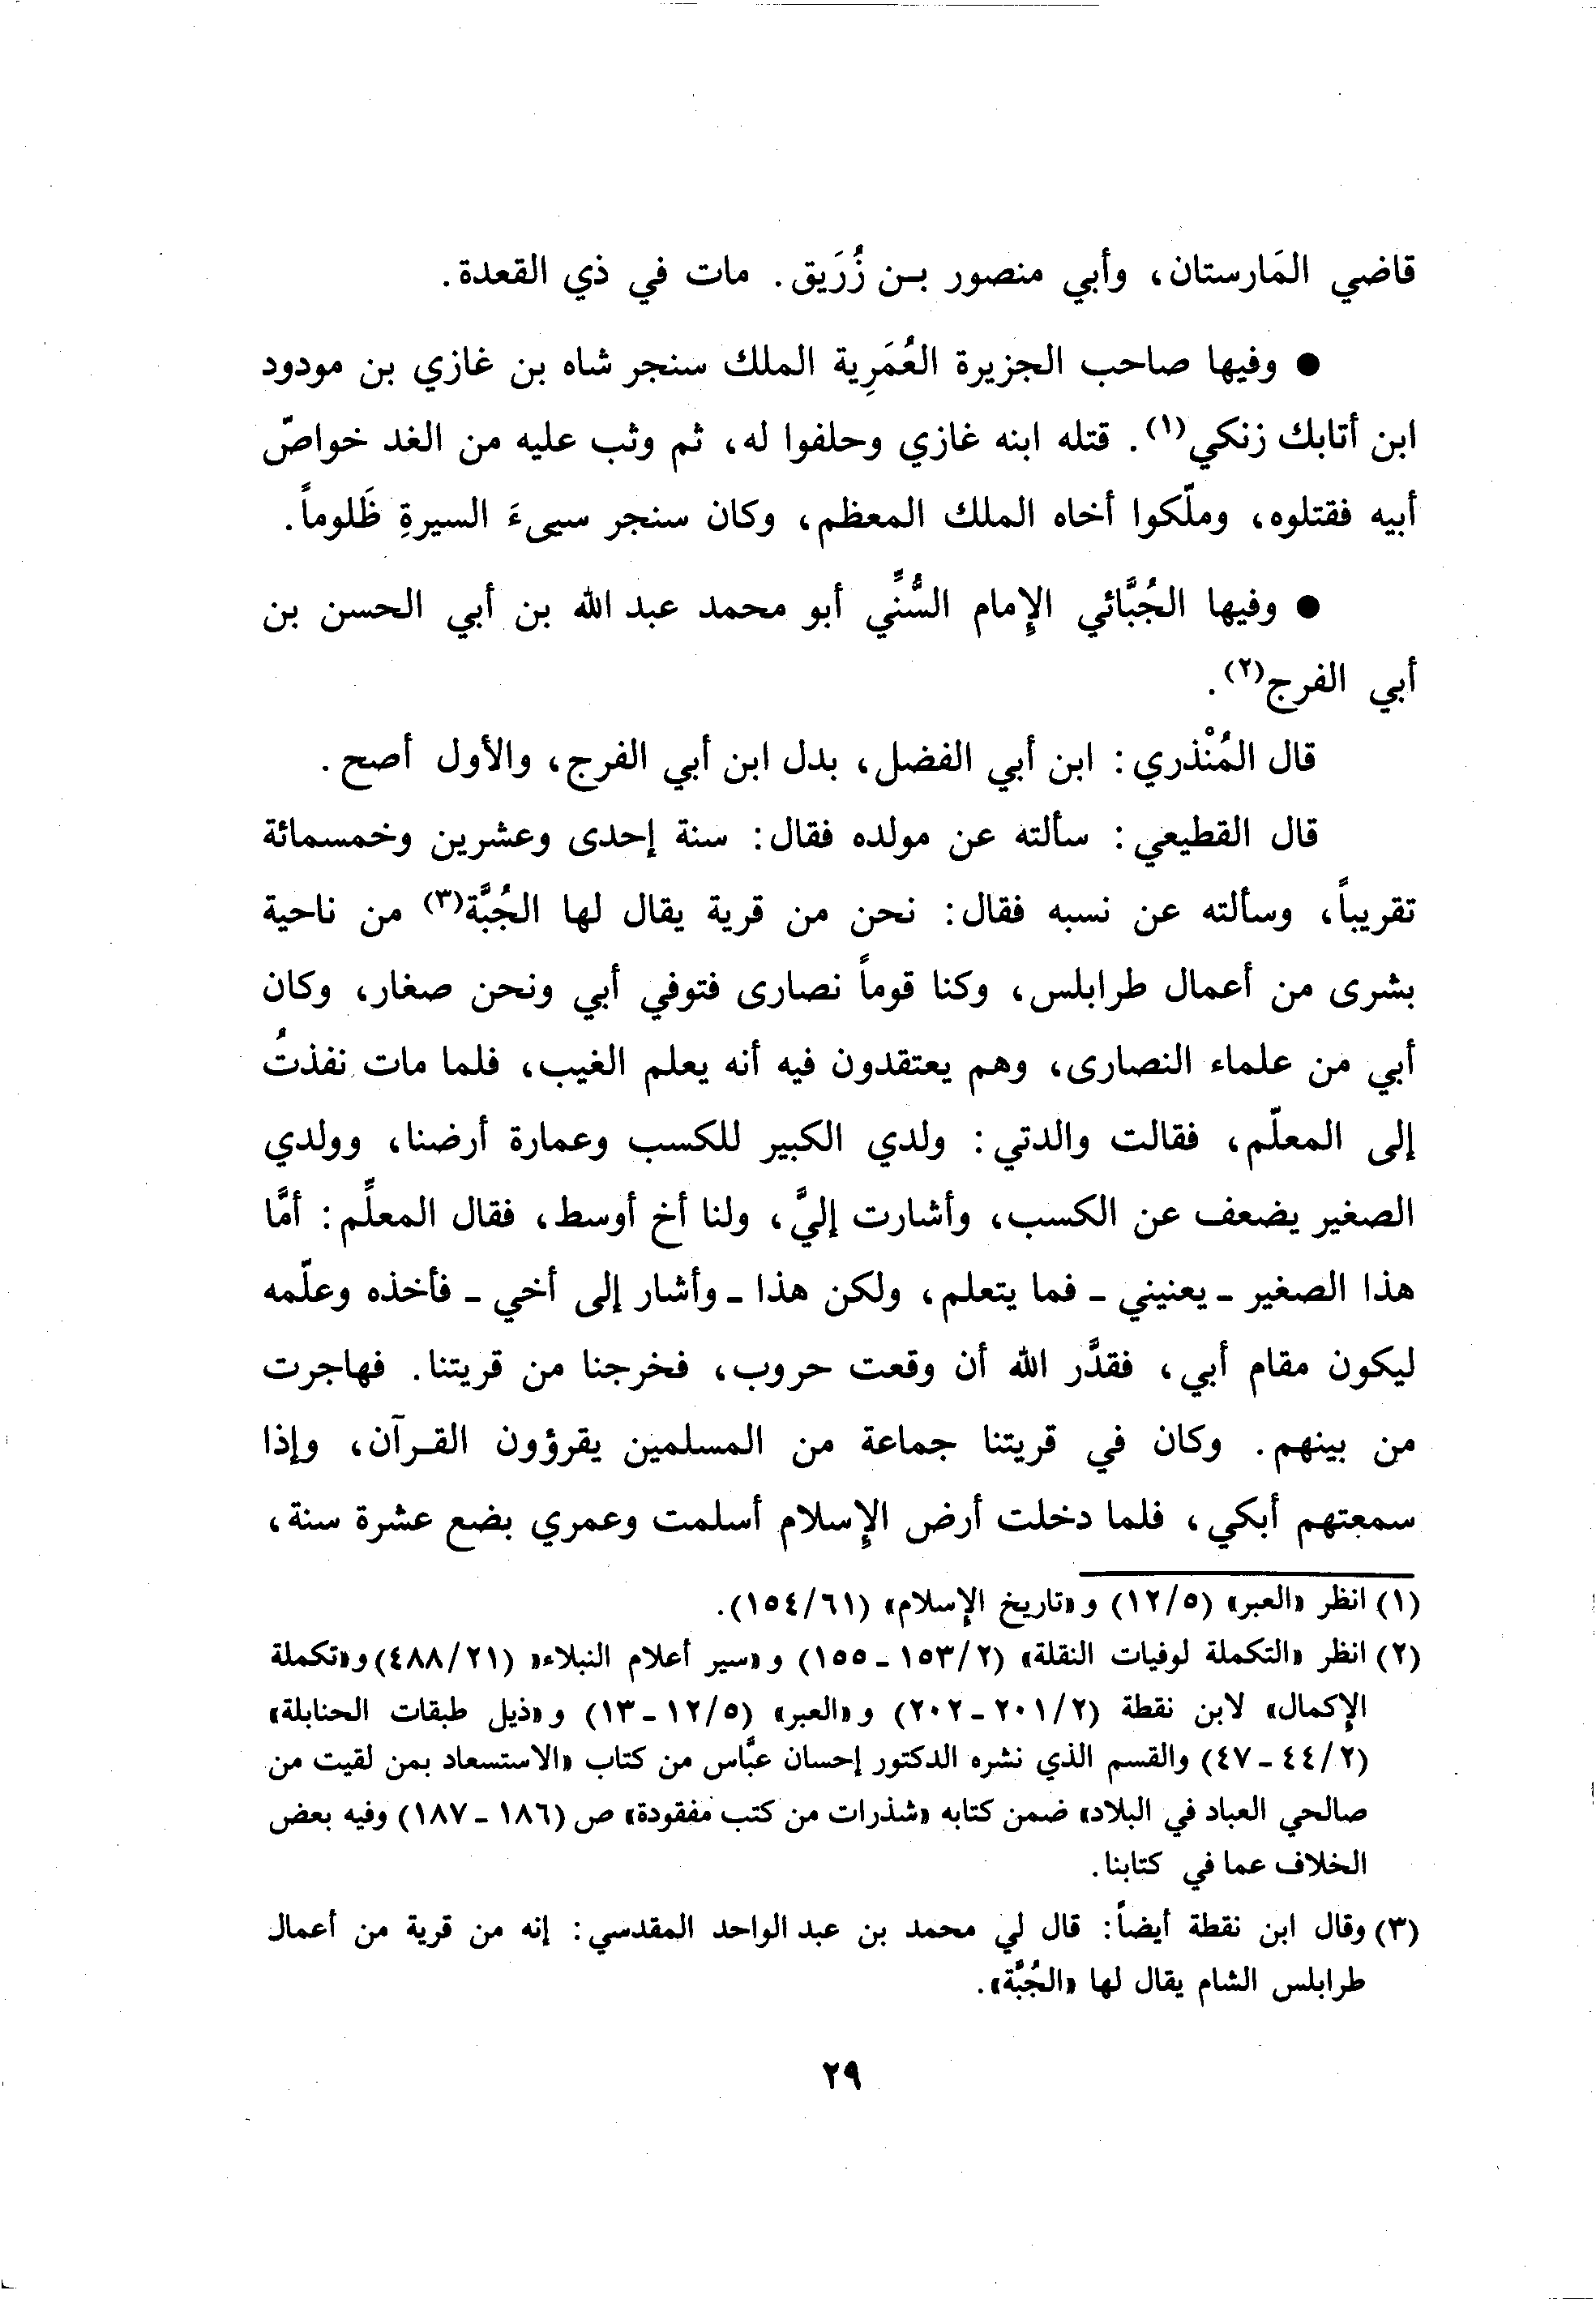 قاضي المَارستان، وأبي منصور بـن زُرَيق. مات في ذي القعدة.
● وفيها صاحب الجزيرة العُمَرِية الملك سنجر شاه بن غازي بن مودود
ابن أتابك زنكي(١). قتله ابنه غازي وحلفوا له، ثم وثب عليه من الغد خواصّ
أبيه فقتلوه، وملّكوا أخاه الملك المعظم، وكان سنجر سيىءَ السيرةِ ظَلوماً.
● وفيها الجُبَّائي الإمام السُّنِّي أبو محمد عبد الله بن أبي الحسن بن
أبي الفرج(٢).
قال المُنْذري: ابن أبي الفضل، بدل ابن أبي الفرج، والأول أصح.
قال القطيعي: سألته عن مولده فقال: سنة إحدى وعشرين وخمسمائة
تقريباً، وسألته عن نسبه فقال: نحن من قرية يقال لها الجُبَّة(٣) من ناحية
بشرى من أعمال طرابلس، وكنا قوماً نصارى فتوفي أبي ونحن صغار، وكان
أبي من علماء النصارى، وهم يعتقدون فيه أنه يعلم الغيب، فلما مات نفذتُ
إلى المعلّم، فقالت والدتي: ولدي الكبير للكسب وعمارة أرضنا، وولدي
الصغير يضعف عن الكسب، وأشارت إليَّ، ولنا أخ أوسط، فقال المعلِّم: أمَّا
هذا الصغير ـ يعنيني ـ فما يتعلم، ولكن هذا ـ وأشار إلى أخي ـ فأخذه وعلّمه
ليكون مقام أبي، فقدَّر الله أن وقعت حروب، فخرجنا من قريتنا. فهاجرت
من بينهم. وكان في قريتنا جماعة من المسلمين يقرؤون القـرآن، وإذا
سمعتهم أبكي، فلما دخلت أرض الإسلام أسلمت وعمري بضع عشرة سنة،
(١) انظر «العبر» (١٢/٥) و«تاريخ الإسلام» (١٥٤/٦١).
(٢) انظر «التكملة لوفيات النقلة» (١٥٣/٢ ـ ١٥٥) و«سير أعلام النبلاء» (٤٨٨/٢١) و«تكملة
الإكمال» لابن نقطة (٢٠١/٢ ـ ٢٠٢) و«العبر» (١٢/٥ ـ ١٣) و«ذيل طبقات الحنابلة»
(٤٤/٢ ـ ٤٧) والقسم الذي نشره الدكتور إحسان عبَّاس من كتاب «الاستسعاد بمن لقيت من
صالحي العباد في البلاد» ضمن كتابه «شذرات من كتب مفقودة» ص (١٨٦ ـ ١٨٧) وفيه بعض
الخلاف عما في كتابنا.
(٣) وقال ابن نقطة أيضاً: قال لي محمد بن عبد الواحد المقدسي: إنه من قرية من أعمال
طرابلس الشام يقال لها «الجُبَّة».
٢٩